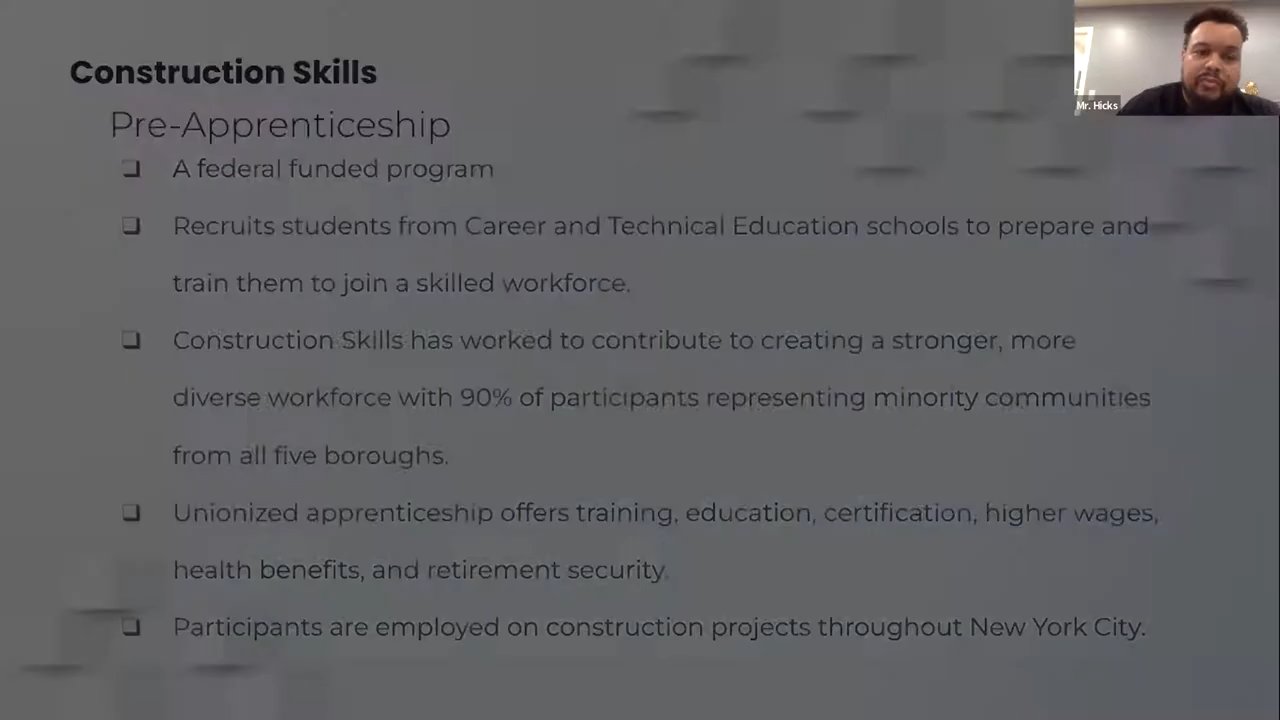 Construction Skills
Pre-Apprenticeship
A federal funded program
Recruits students from Career and Technical Education schools to prepare and
train them to join a skilled workforce.
Construction Skills has worked to contribute to creating a stronger, more
diverse workforce with 90% of participants representing minority communities
from all five boroughs.
Unionized apprenticeship offers training, education, certification, higher wages,
health benefits, and retirement security.
Participants are employed on construction projects throughout New York City.
Mr. Hicks